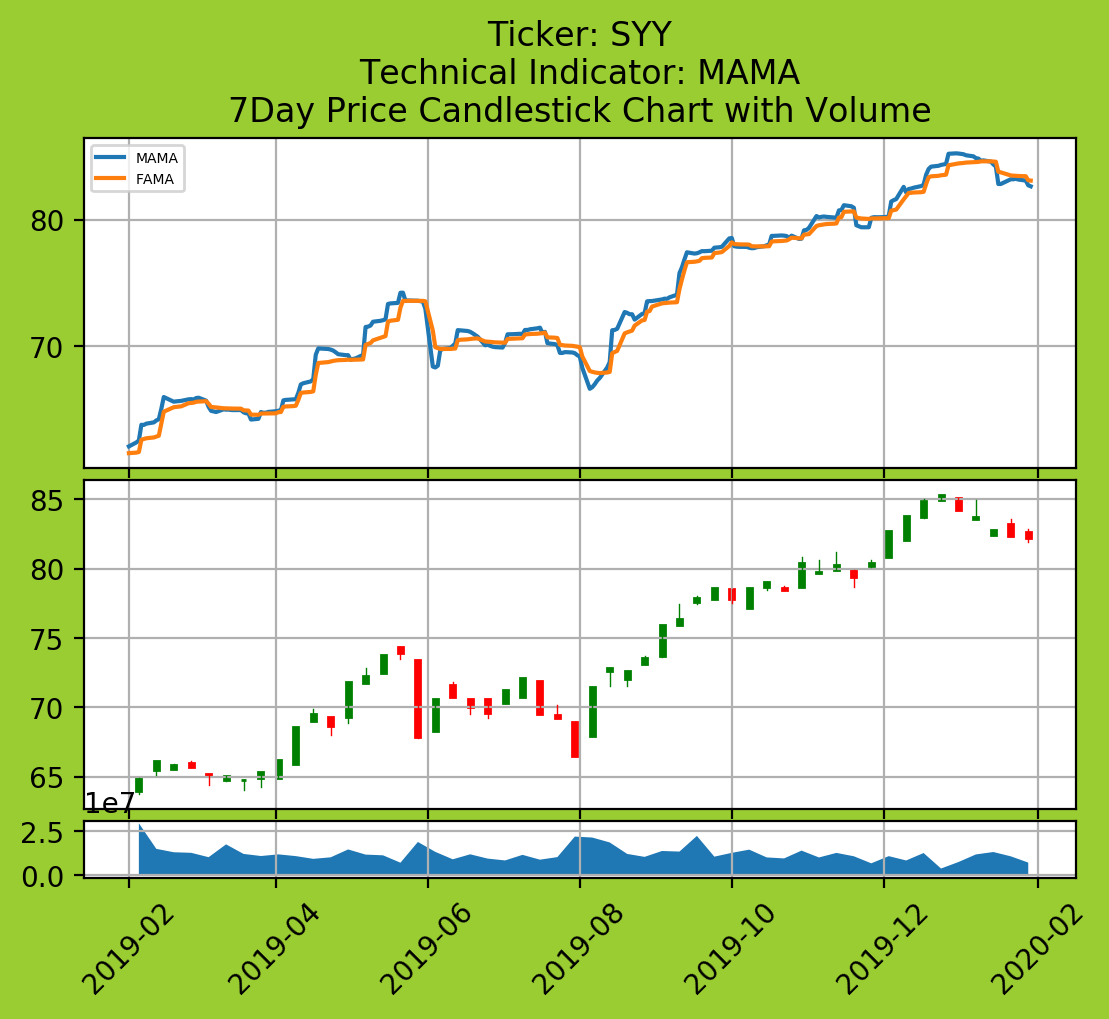 Ticker: SYY
Technical Indicator: MAMA
7Day Price Candlestick Chart with Volume
MAMA
FAMA
80
70
85
80
75
70
65
1e7
2.5
0.0
2019-02
2019-04
2019-06
2019-08
2019-10
2019-12
2020-02